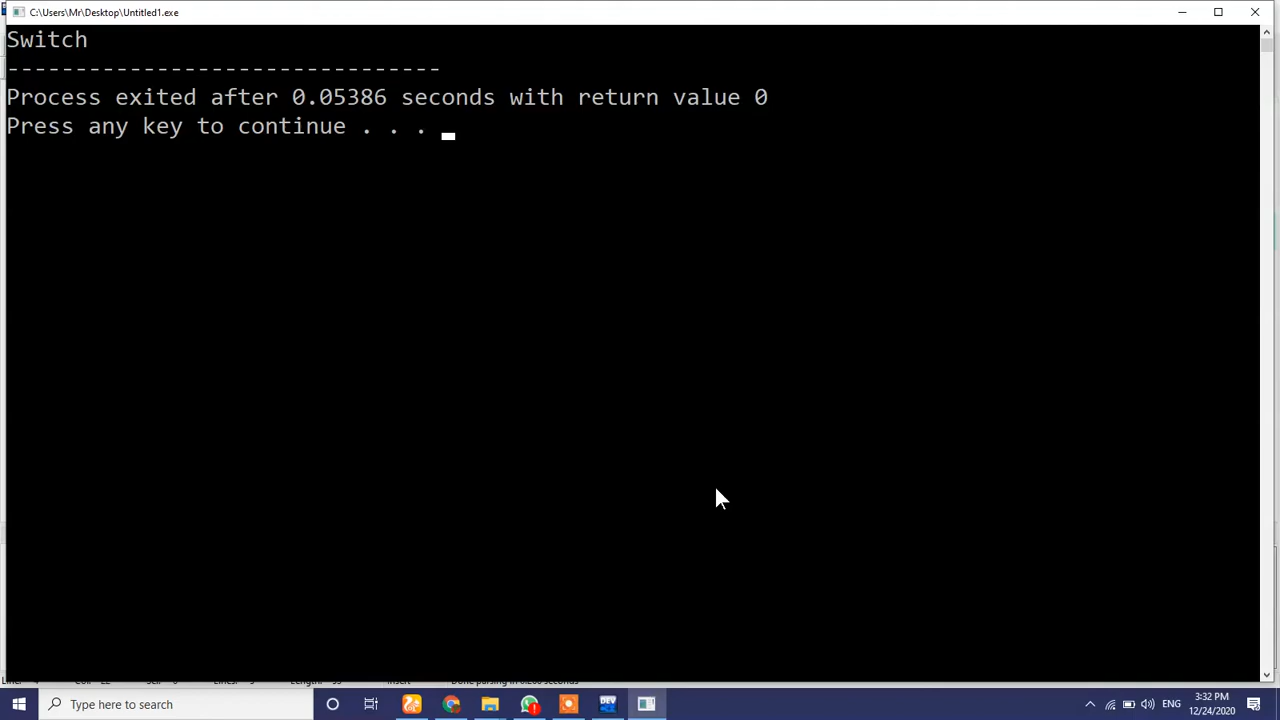 C:\Users\Mr\Desktop\Untitled1.exe
Switch
--------------------------------
Process exited after 0.05386 seconds with return value 0
Press any key to continue . . .
Type here to search
DEV
ENG
3:32 PM
12/24/2020